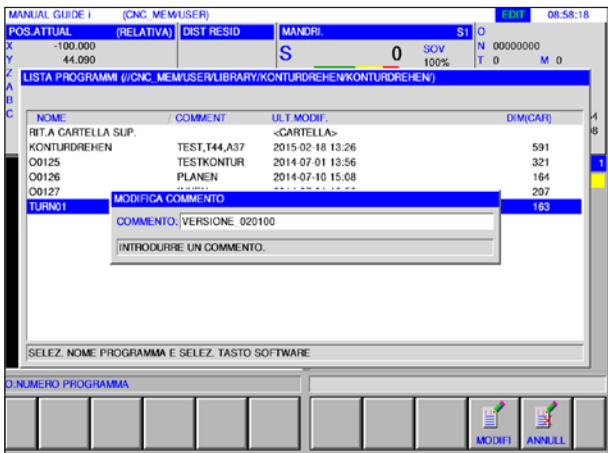 MANUAL GUIDE i (CNC_MEM/USER) EDIT 08:58:18
POS.ATTUAL (RELATIVA) DIST RESID MANDRI. S1 O
X -100.000 S 0 SOV 100% N 00000000
Y 44.090 T 0 M 0
Z
LISTA PROGRAMMI (//CNC_MEM/USER/LIBRARY/KONTURDREHEN/KONTURDREHEN/)
A
B
C
NOME / COMMENT ULT.MODIF. DIM(CAR)
RIT.A CARTELLA SUP. <CARTELLA>
KONTURDREHEN TEST,T44,A37 2015-02-18 13:26 591
O0125 TESTKONTUR 2014-07-01 13:56 321
O0126 PLANEN 2014-07-10 15:08 164
O0127 207
TURN01 163
1
MODIFICA COMMENTO
COMMENTO: VERSIONE_020100
INTRODURRE UN COMMENTO.
SELEZ. NOME PROGRAMMA E SELEZ. TASTO SOFTWARE
O:NUMERO PROGRAMMA
MODIFI ANNULL